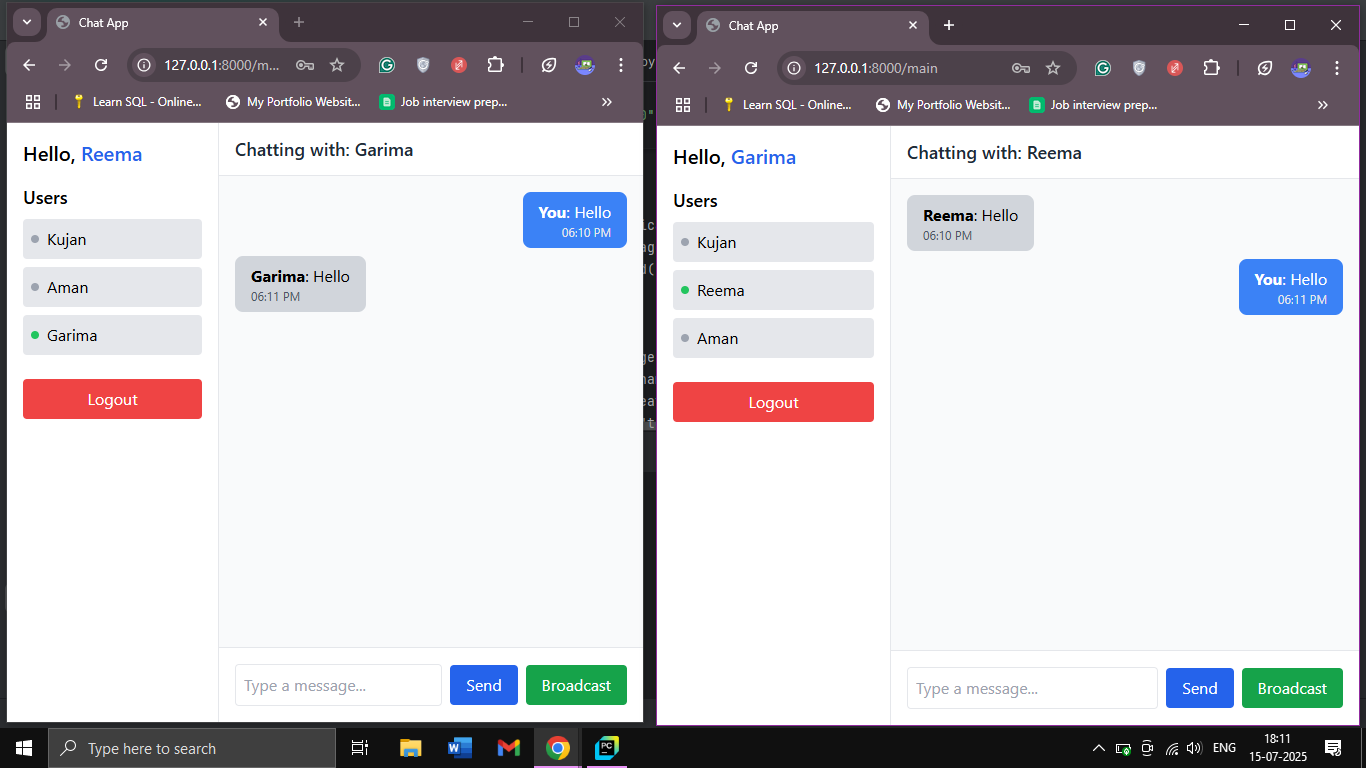 Chat App
127.0.0.1:8000/m...
Learn SQL - Online...
My Portfolio Websit...
Job interview prep...
Hello, Reema
Users
Kujan
Aman
Garima
Logout
Chatting with: Garima
You: Hello
06:10 PM
Garima: Hello
06:11 PM
Type a message...
Send
Broadcast
Chat App
127.0.0.1:8000/main
Learn SQL - Online...
My Portfolio Websit...
Job interview prep...
Hello, Garima
Users
Kujan
Reema
Aman
Logout
Chatting with: Reema
Reema: Hello
06:10 PM
You: Hello
06:11 PM
Type a message...
Send
Broadcast
Type here to search
PC
ENG
18:11
15-07-2025